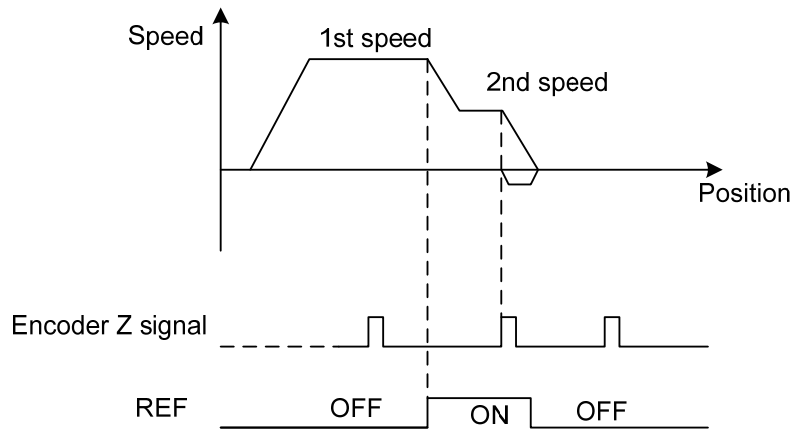 Speed
1st speed
2nd speed
Position
Encoder Z signal
REF
OFF
ON
OFF